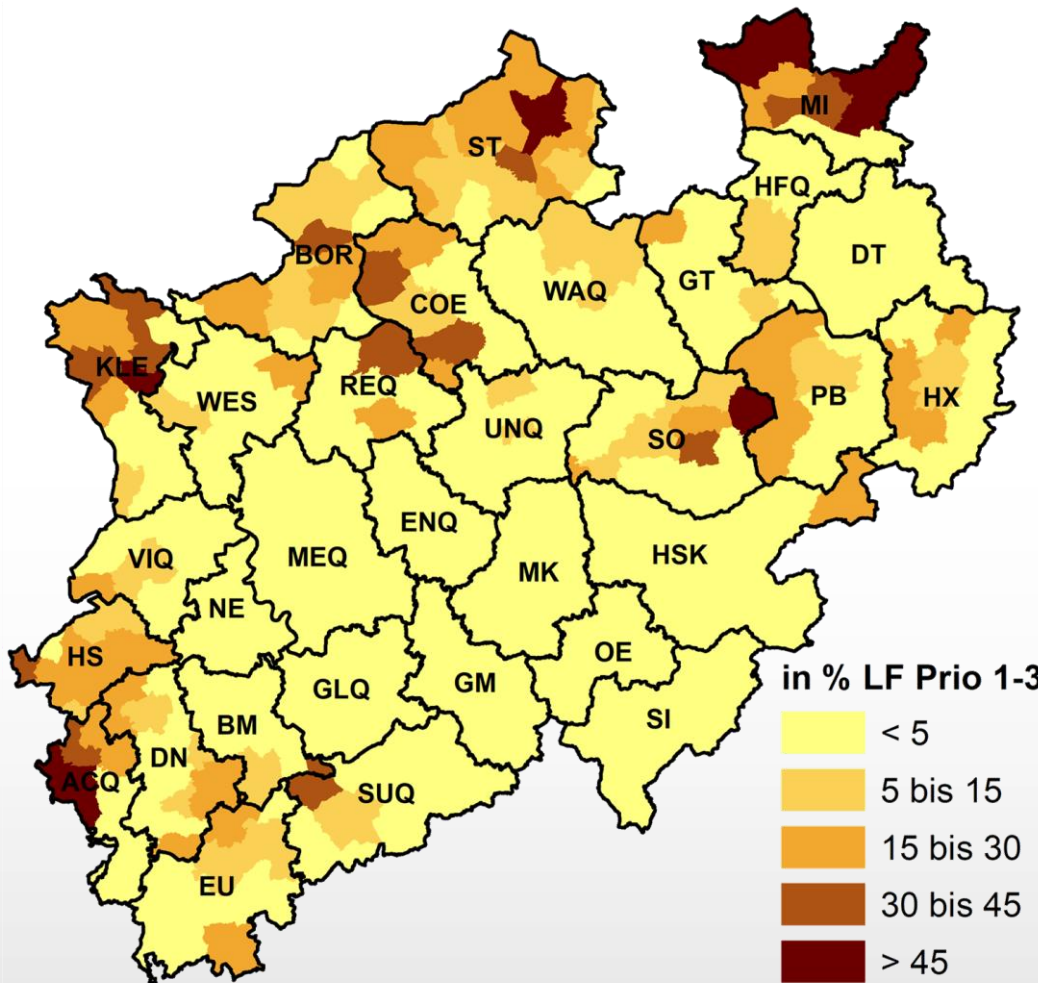 MI
ST
HFQ
BOR
DT
COE
WAQ
GT
KLE
WES
REQ
PB
HX
UNQ
SO
ENQ
VIQ
MEQ
MK
HSK
NE
HS
OE
GLQ
GM
in % LF Prio 1-3
SI
BM
DN
ACQ
SUQ
EU
< 5
5 bis 15
15 bis 30
30 bis 45
> 45